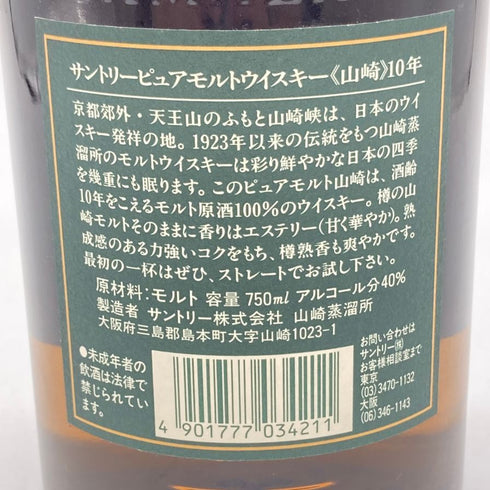 サントリーピュアモルトウイスキー《山崎》10年
京都郊外・天王山のふもと山崎峡は、日本のウイ
スキー発祥の地。1923年以来の伝統をもつ山崎蒸
溜所のモルトウイスキーは彩り鮮やかな日本の四季
を幾重にも眠ります。このピュアモルト山崎は、酒齢
10年をこえるモルト原酒100%のウイスキー。樽の山
崎モルトそのままに香りはエステリー(甘く華やか)。熟
成感のある力強いコクをもち、樽熟香も爽やかです。
最初の一杯はぜひ、ストレートでお試し下さい。
原材料:モルト 容量 750ml アルコール分40%
製造者 サントリー株式会社 山崎蒸溜所
大阪府三島郡島本町大字山崎1023-1
●未成年者の
飲酒は法律で
禁じられてい
ます。
4 901777 034211
お問い合わせは
サントリー㈱
お客様相談室まで
東京
(03)3470-1132
大阪
(06)346-1143